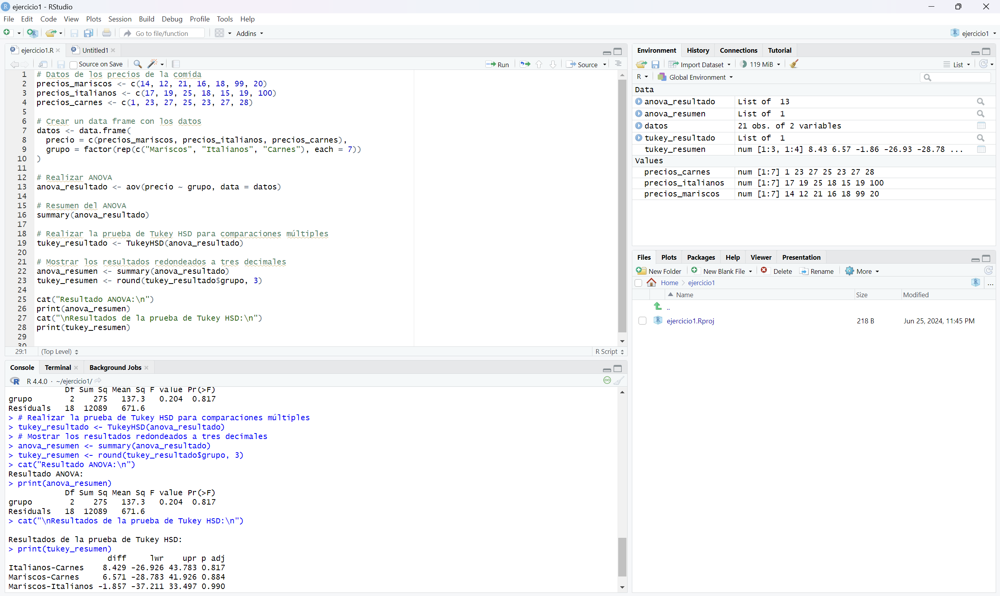 ejercicio1 - RStudio
File Edit Code View Plots Session Build Debug Profile Tools Help
Go to file/function Addins ejercicio1
ejercicio1.R Untitled1
Source on Save Run Source
1 # Datos de los precios de la comida
2 precios_mariscos <- c(14, 12, 21, 16, 18, 99, 20)
3 precios_italianos <- c(17, 19, 25, 18, 15, 19, 100)
4 precios_carnes <- c(1, 23, 27, 25, 23, 27, 28)
5
6 # Crear un data frame con los datos
7 datos <- data.frame(
8 precio = c(precios_mariscos, precios_italianos, precios_carnes),
9 grupo = factor(rep(c("Mariscos", "Italianos", "Carnes"), each = 7))
10 )
11
12 # Realizar ANOVA
13 anova_resultado <- aov(precio ~ grupo, data = datos)
14
15 # Resumen del ANOVA
16 summary(anova_resultado)
17
18 # Realizar la prueba de Tukey HSD para comparaciones múltiples
19 tukey_resultado <- TukeyHSD(anova_resultado)
20
21 # Mostrar los resultados redondeados a tres decimales
22 anova_resumen <- summary(anova_resultado)
23 tukey_resumen <- round(tukey_resultado$grupo, 3)
24
25 cat("Resultado ANOVA:\n")
26 print(anova_resumen)
27 cat("\nResultados de la prueba de Tukey HSD:\n")
28 print(tukey_resumen)
29
30
29:1 (Top Level) R Script
Console Terminal Background Jobs
R 4.4.0 · ~/ejercicio1/
Df Sum Sq Mean Sq F value Pr(>F)
grupo 2 275 137.3 0.204 0.817
Residuals 18 12089 671.6
> # Realizar la prueba de Tukey HSD para comparaciones múltiples
> tukey_resultado <- TukeyHSD(anova_resultado)
> # Mostrar los resultados redondeados a tres decimales
> anova_resumen <- summary(anova_resultado)
> tukey_resumen <- round(tukey_resultado$grupo, 3)
> cat("Resultado ANOVA:\n")
Resultado ANOVA:
> print(anova_resumen)
Df Sum Sq Mean Sq F value Pr(>F)
grupo 2 275 137.3 0.204 0.817
Residuals 18 12089 671.6
> cat("\nResultados de la prueba de Tukey HSD:\n")
Resultados de la prueba de Tukey HSD:
> print(tukey_resumen)
diff lwr upr p adj
Italianos-Carnes 8.429 -26.926 43.783 0.817
Mariscos-Carnes 6.571 -28.783 41.926 0.884
Mariscos-Italianos -1.857 -37.211 33.497 0.990
Environment History Connections Tutorial
Import Dataset 119 MiB List
R Global Environment
Data
anova_resultado List of 13
anova_resumen List of 1
datos 21 obs. of 2 variables
tukey_resultado List of 1
tukey_resumen num [1:3, 1:4] 8.43 6.57 -1.86 -26.93 -28.78 ...
Values
precios_carnes num [1:7] 1 23 27 25 23 27 28
precios_italianos num [1:7] 17 19 25 18 15 19 100
precios_mariscos num [1:7] 14 12 21 16 18 99 20
Files Plots Packages Help Viewer Presentation
New Folder New Blank File Delete Rename More
Home ejercicio1 ...
Name Size Modified
..
ejercicio1.Rproj 218 B Jun 25, 2024, 11:45 PM